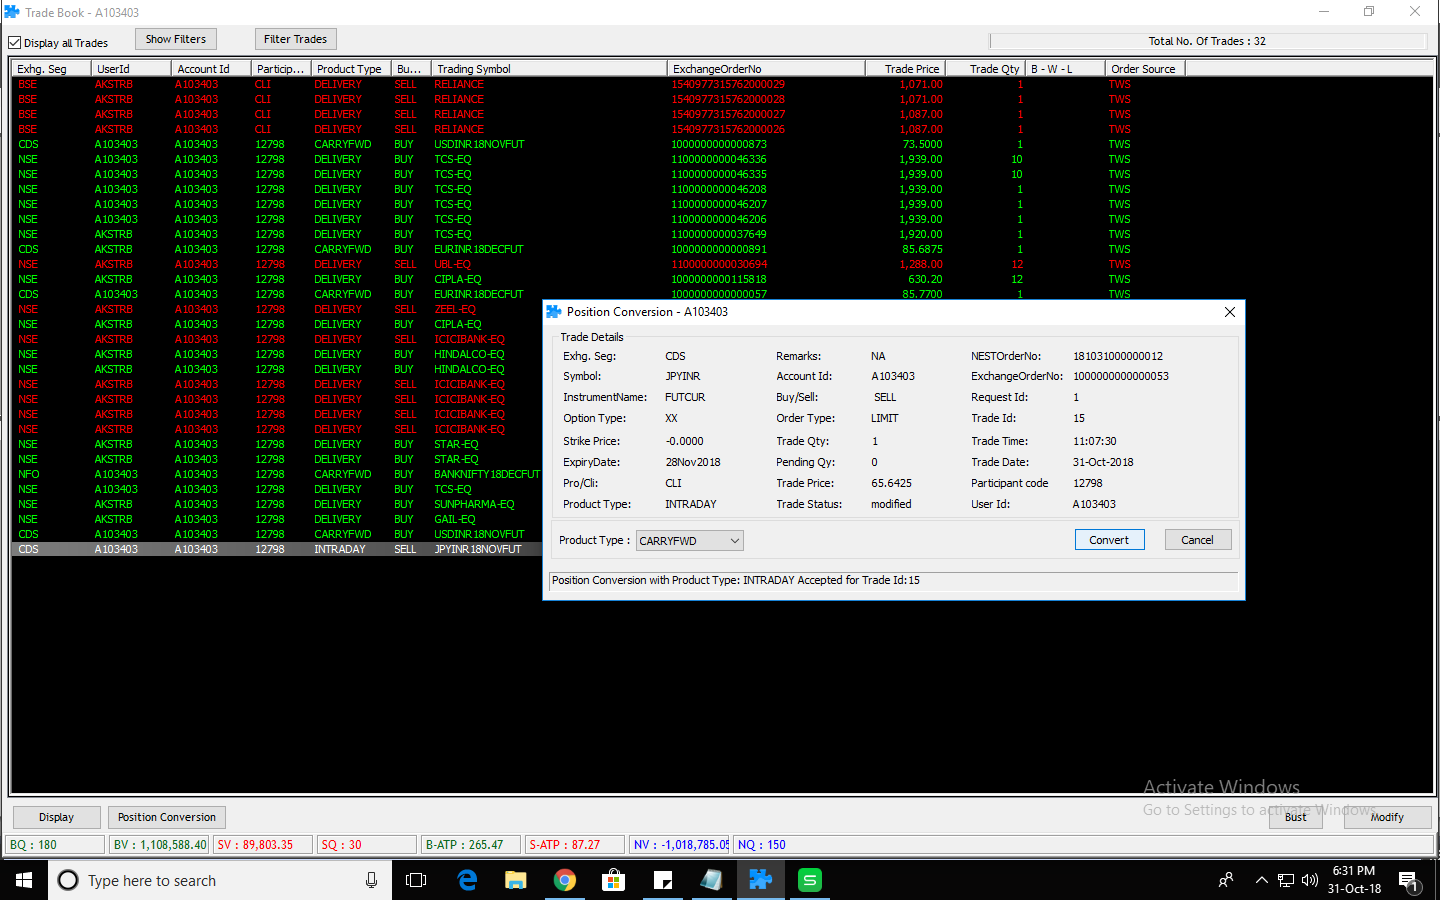 Trade Book - A103403
Display all Trades Show Filters Filter Trades Total No. Of Trades : 32
Exhg. Seg UserId Account Id Particip... Product Type Bu... Trading Symbol ExchangeOrderNo Trade Price Trade Qty B - W - L Order Source
BSE AKSTRB A103403 CLI DELIVERY SELL RELIANCE 1540977315762000029 1,071.00 1 TWS
BSE AKSTRB A103403 CLI DELIVERY SELL RELIANCE 1540977315762000028 1,071.00 1 TWS
BSE AKSTRB A103403 CLI DELIVERY SELL RELIANCE 1540977315762000027 1,087.00 1 TWS
BSE AKSTRB A103403 CLI DELIVERY SELL RELIANCE 1540977315762000026 1,087.00 1 TWS
CDS A103403 A103403 12798 CARRYFWD BUY USDINR18NOVFUT 1000000000000873 73.5000 1 TWS
NSE A103403 A103403 12798 DELIVERY BUY TCS-EQ 1100000000046336 1,939.00 10 TWS
NSE A103403 A103403 12798 DELIVERY BUY TCS-EQ 1100000000046335 1,939.00 10 TWS
NSE A103403 A103403 12798 DELIVERY BUY TCS-EQ 1100000000046208 1,939.00 1 TWS
NSE A103403 A103403 12798 DELIVERY BUY TCS-EQ 1100000000046207 1,939.00 1 TWS
NSE A103403 A103403 12798 DELIVERY BUY TCS-EQ 1100000000046206 1,939.00 1 TWS
NSE AKSTRB A103403 12798 DELIVERY BUY TCS-EQ 1100000000037649 1,920.00 1 TWS
CDS A103403 A103403 12798 CARRYFWD BUY EURINR18DECFUT 1000000000000891 85.6875 1 TWS
NSE AKSTRB A103403 12798 DELIVERY SELL UBL-EQ 1100000000030694 1,288.00 12 TWS
NSE AKSTRB A103403 12798 DELIVERY BUY CIPLA-EQ 1000000000115818 630.20 12 TWS
CDS A103403 A103403 12798 CARRYFWD BUY EURINR18DECFUT 1000000000000057 85.7700 1 TWS
NSE AKSTRB A103403 12798 DELIVERY SELL ZEEL-EQ
NSE AKSTRB A103403 12798 DELIVERY BUY CIPLA-EQ
NSE AKSTRB A103403 12798 DELIVERY SELL ICICIBANK-EQ
NSE AKSTRB A103403 12798 DELIVERY BUY HINDALCO-EQ
NSE AKSTRB A103403 12798 DELIVERY BUY HINDALCO-EQ
NSE AKSTRB A103403 12798 DELIVERY SELL ICICIBANK-EQ
NSE AKSTRB A103403 12798 DELIVERY SELL ICICIBANK-EQ
NSE AKSTRB A103403 12798 DELIVERY SELL ICICIBANK-EQ
NSE AKSTRB A103403 12798 DELIVERY SELL ICICIBANK-EQ
NSE AKSTRB A103403 12798 DELIVERY BUY STAR-EQ
NSE AKSTRB A103403 12798 DELIVERY BUY STAR-EQ
NFO A103403 A103403 12798 CARRYFWD BUY BANKNIFTY18DECFUT
NSE AKSTRB A103403 12798 DELIVERY BUY TCS-EQ
NSE AKSTRB A103403 12798 DELIVERY BUY SUNPHARMA-EQ
NSE AKSTRB A103403 12798 DELIVERY BUY GAIL-EQ
CDS A103403 A103403 12798 CARRYFWD BUY USDINR18NOVFUT
CDS A103403 A103403 12798 INTRADAY SELL JPYINR18NOVFUT
Position Conversion - A103403
Trade Details
Exhg. Seg: CDS Remarks: NA NESTOrderNo: 181031000000012
Symbol: JPYINR Account Id: A103403 ExchangeOrderNo: 1000000000000053
InstrumentName: FUTCUR Buy/Sell: SELL Request Id: 1
Option Type: XX Order Type: LIMIT Trade Id: 15
Strike Price: -0.0000 Trade Qty: 1 Trade Time: 11:07:30
ExpiryDate: 28Nov2018 Pending Qy: 0 Trade Date: 31-Oct-2018
Pro/Cli: CLI Trade Price: 65.6425 Participant code 12798
Product Type: INTRADAY Trade Status: modified User Id: A103403
Product Type : CARRYFWD Convert Cancel
Position Conversion with Product Type: INTRADAY Accepted for Trade Id:15
Activate Windows
Go to Settings to activate Windows.
Display Position Conversion Bust Modify
BQ : 180 BV : 1,108,588.40 SV : 89,803.35 SQ : 30 B-ATP : 265.47 S-ATP : 87.27 NV : -1,018,785.05 NQ : 150
Type here to search
6:31 PM
31-Oct-18
1